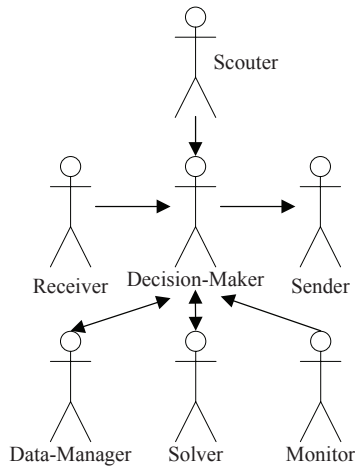 Scouter
Receiver
Decision-Maker
Sender
Data-Manager
Solver
Monitor